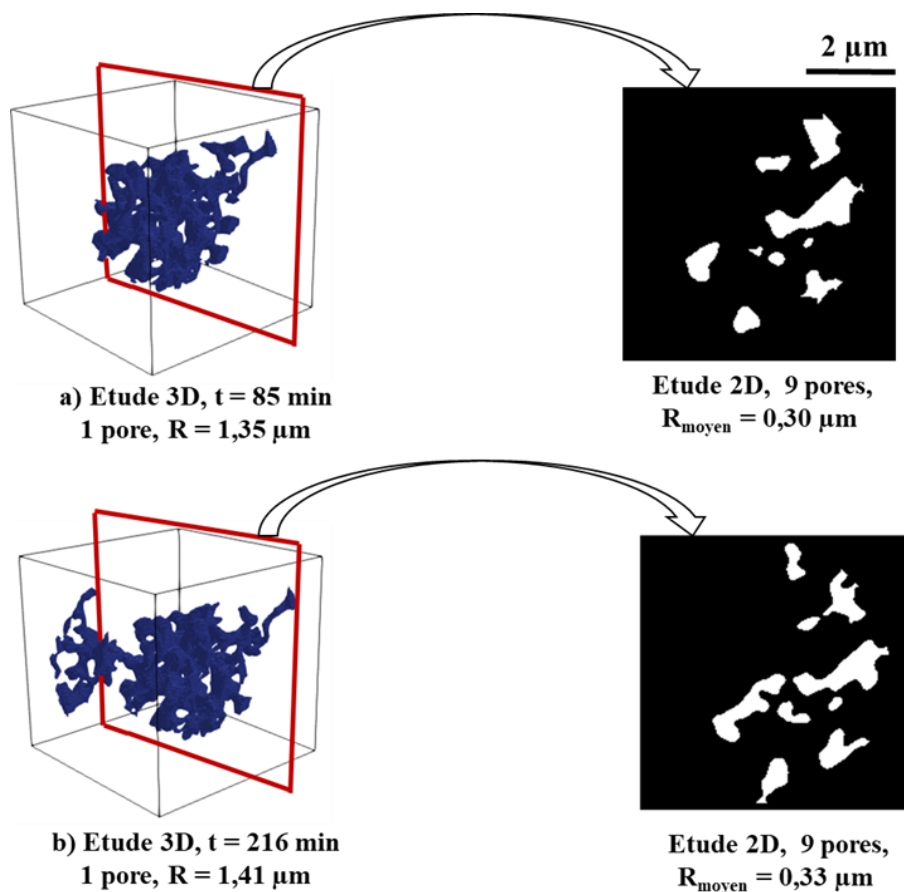 2 µm
a) Etude 3D, t = 85 min
1 pore, R = 1,35 µm
Etude 2D, 9 pores,
Rmoyen = 0,30 µm
b) Etude 3D, t = 216 min
1 pore, R = 1,41 µm
Etude 2D, 9 pores,
Rmoyen = 0,33 µm